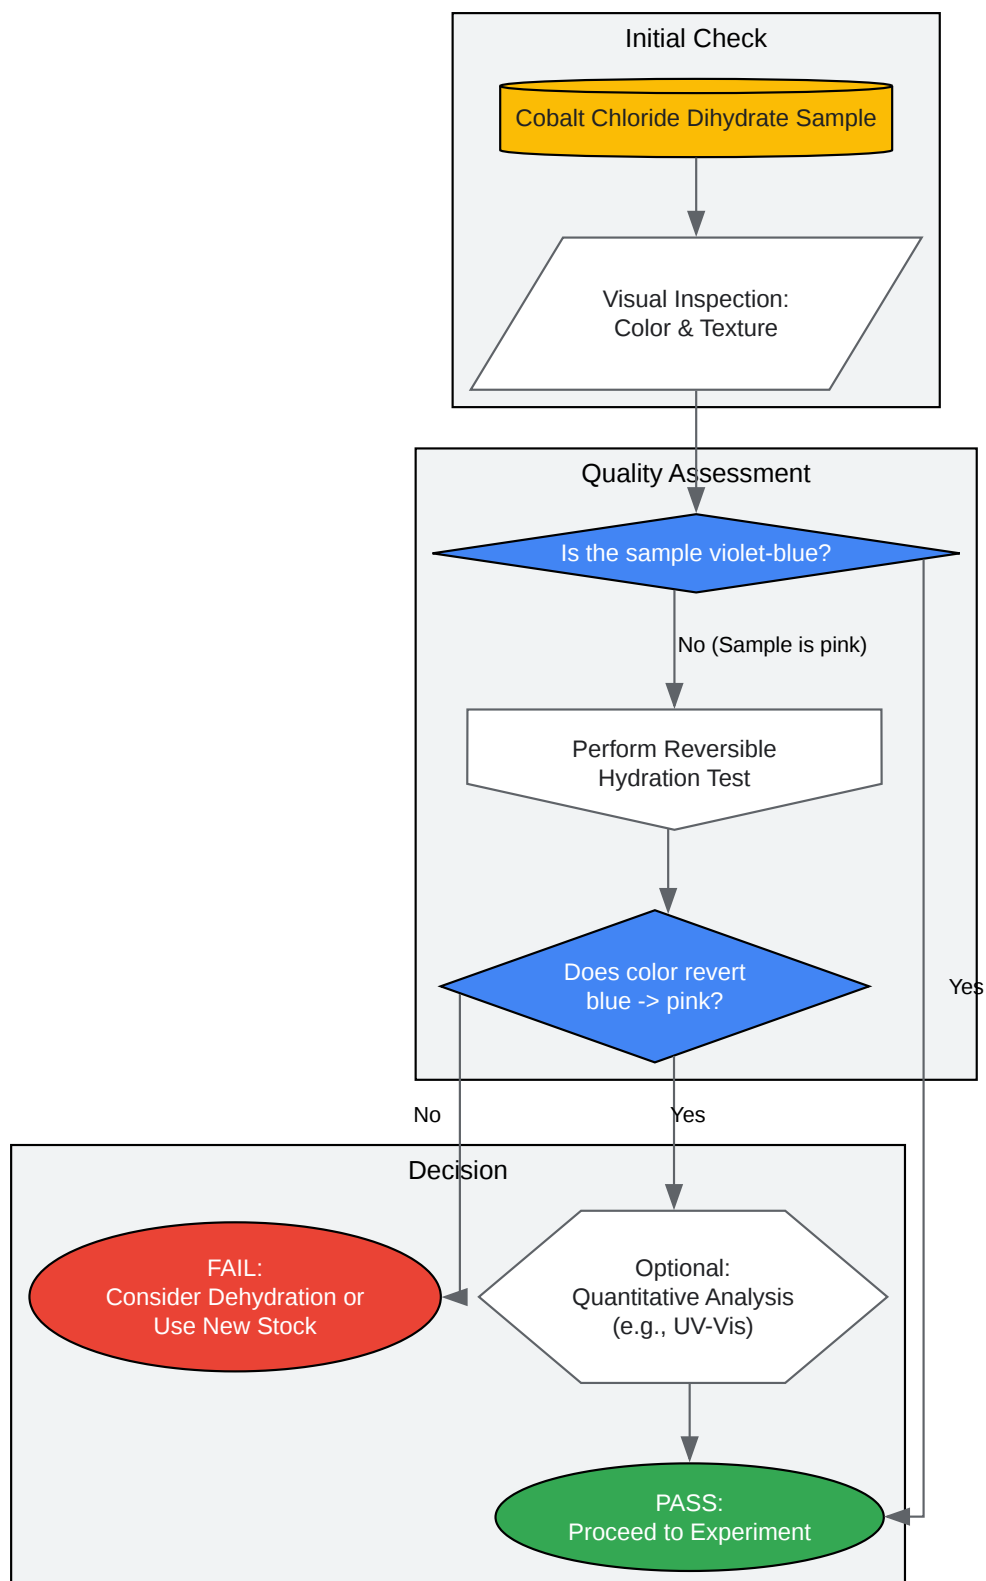 Initial Check
Cobalt Chloride Dihydrate Sample
Visual Inspection:
Color & Texture
Quality Assessment
Is the sample violet-blue?
No (Sample is pink)
Perform Reversible
Hydration Test
Does color revert
blue -> pink?
Yes
No
Yes
Decision
FAIL:
Consider Dehydration or
Use New Stock
Optional:
Quantitative Analysis
(e.g., UV-Vis)
PASS:
Proceed to Experiment